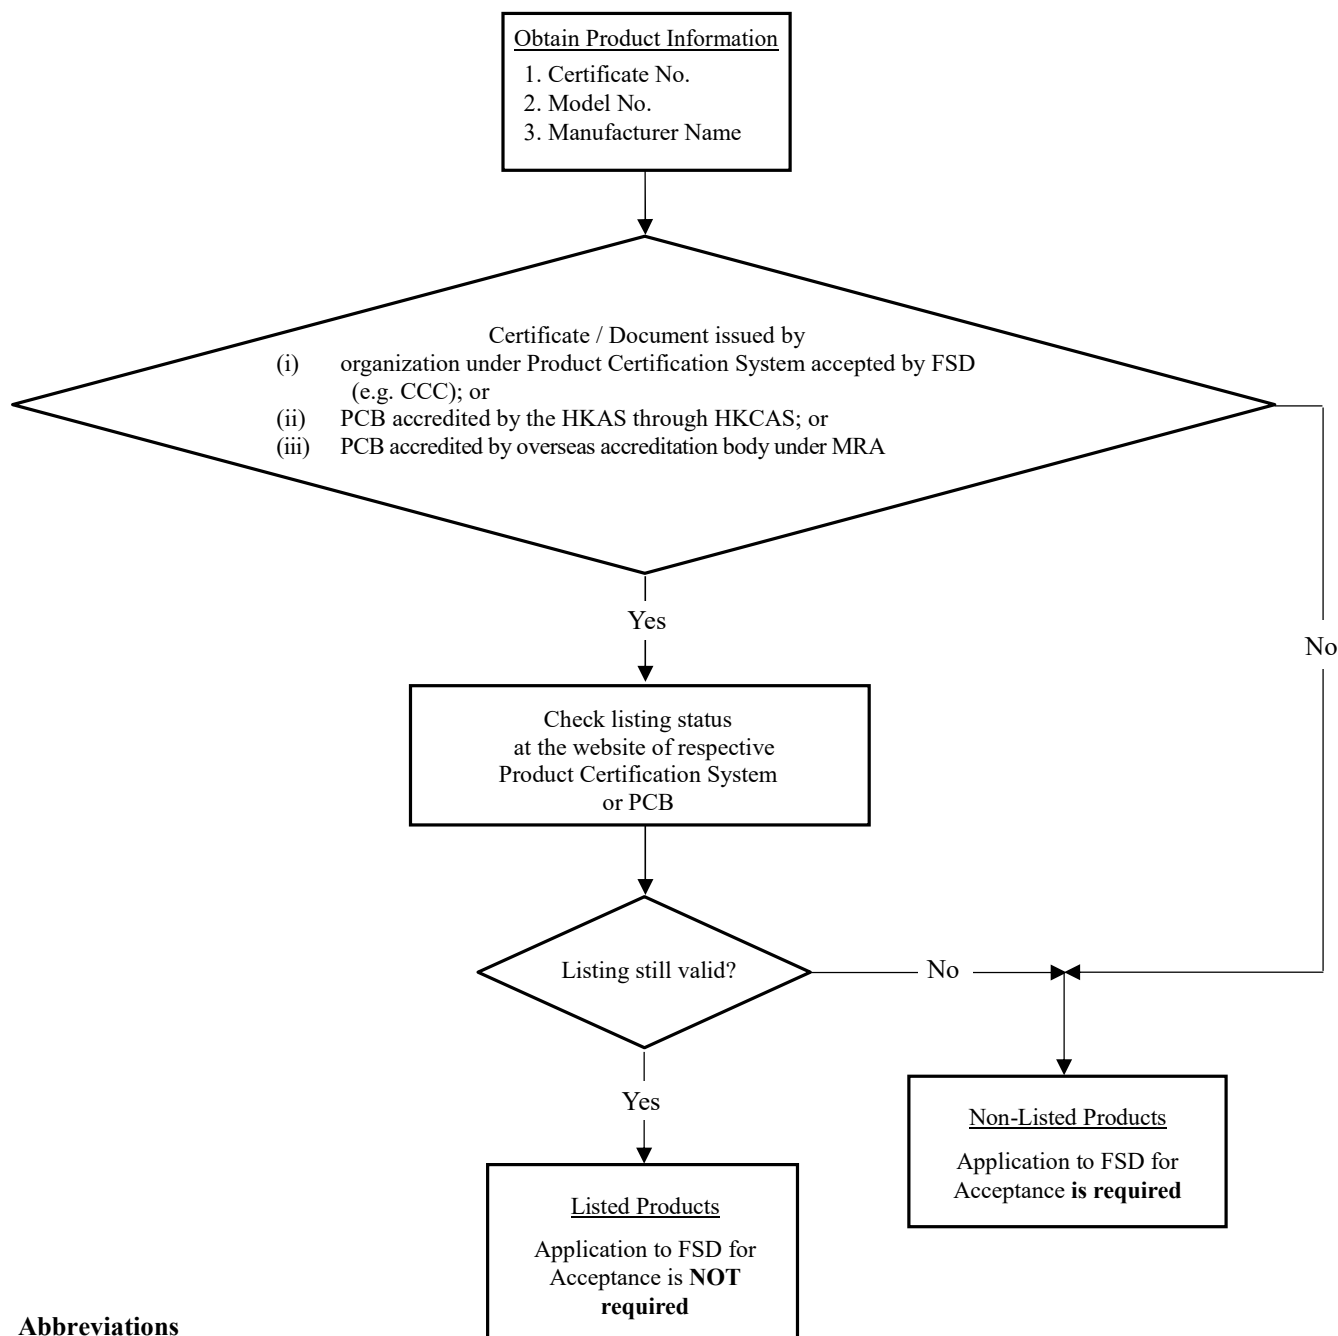 Obtain Product Information
1. Certificate No.
2. Model No.
3. Manufacturer Name
Certificate / Document issued by
(i) organization under Product Certification System accepted by FSD
(e.g. CCC); or
(ii) PCB accredited by the HKAS through HKCAS; or
(iii) PCB accredited by overseas accreditation body under MRA
Yes
No
Check listing status
at the website of respective
Product Certification System
or PCB
Listing still valid?
No
Yes
Non-Listed Products
Application to FSD for
Acceptance is required
Listed Products
Application to FSD for
Acceptance is NOT
required
Abbreviations